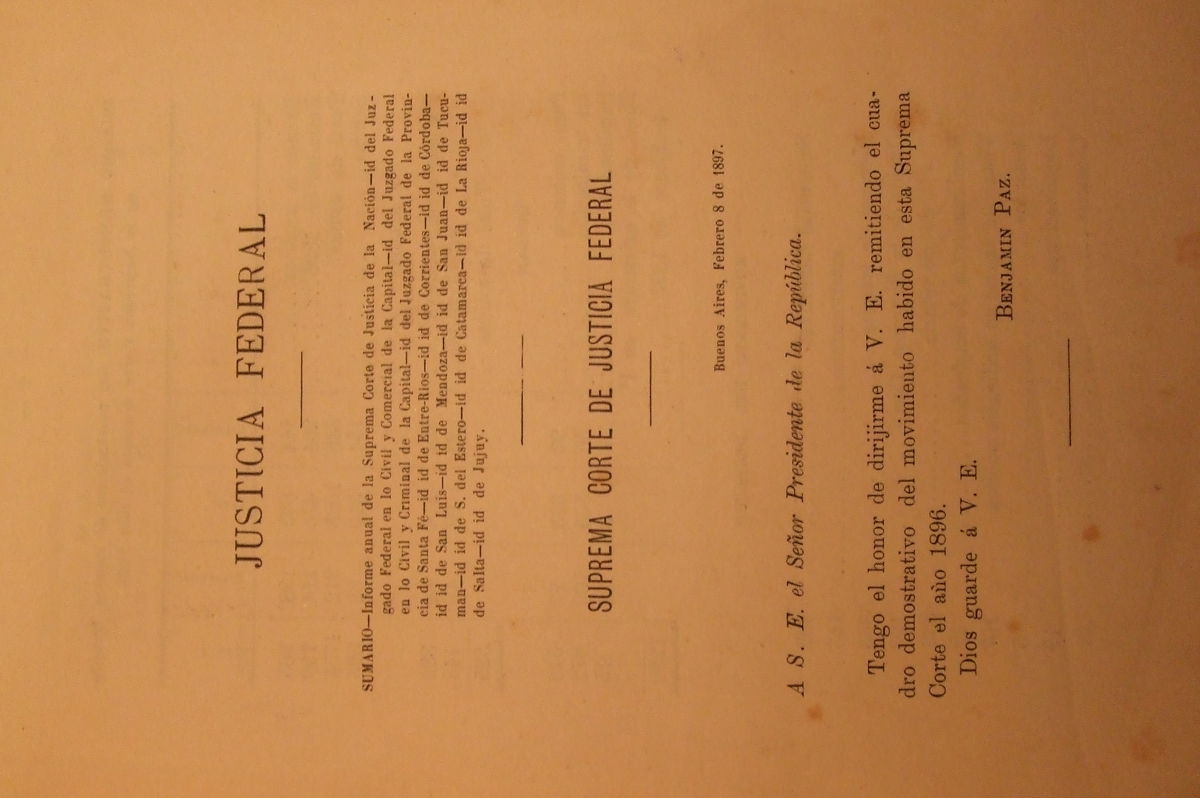 JUSTICIA FEDERAL
SUMARIO—Informe anual de la Suprema Corte de Justicia de la Nación—id del Juz-
gado Federal en lo Civil y Comercial de la Capital—id del Juzgado Federal
en lo Civil y Criminal de la Capital—id del Juzgado Federal de la Provin-
cia de Santa Fé—id id de Entre-Rios—id id de Corrientes—id id de Córdoba—
id id de San Luis—id id de Mendoza—id id de San Juan—id id de Tucu-
man—id id de S. del Estero—id id de Catamarca—id id de La Rioja—id id
de Salta—id id de Jujuy.
SUPREMA CORTE DE JUSTICIA FEDERAL
Buenos Aires, Febrero 8 de 1897.
A S. E. el Señor Presidente de la República.
Tengo el honor de dirijirme á V. E. remitiendo el cua-
dro demostrativo del movimiento habido en esta Suprema
Corte el año 1896.
Dios guarde á V. E.
BENJAMIN PAZ.